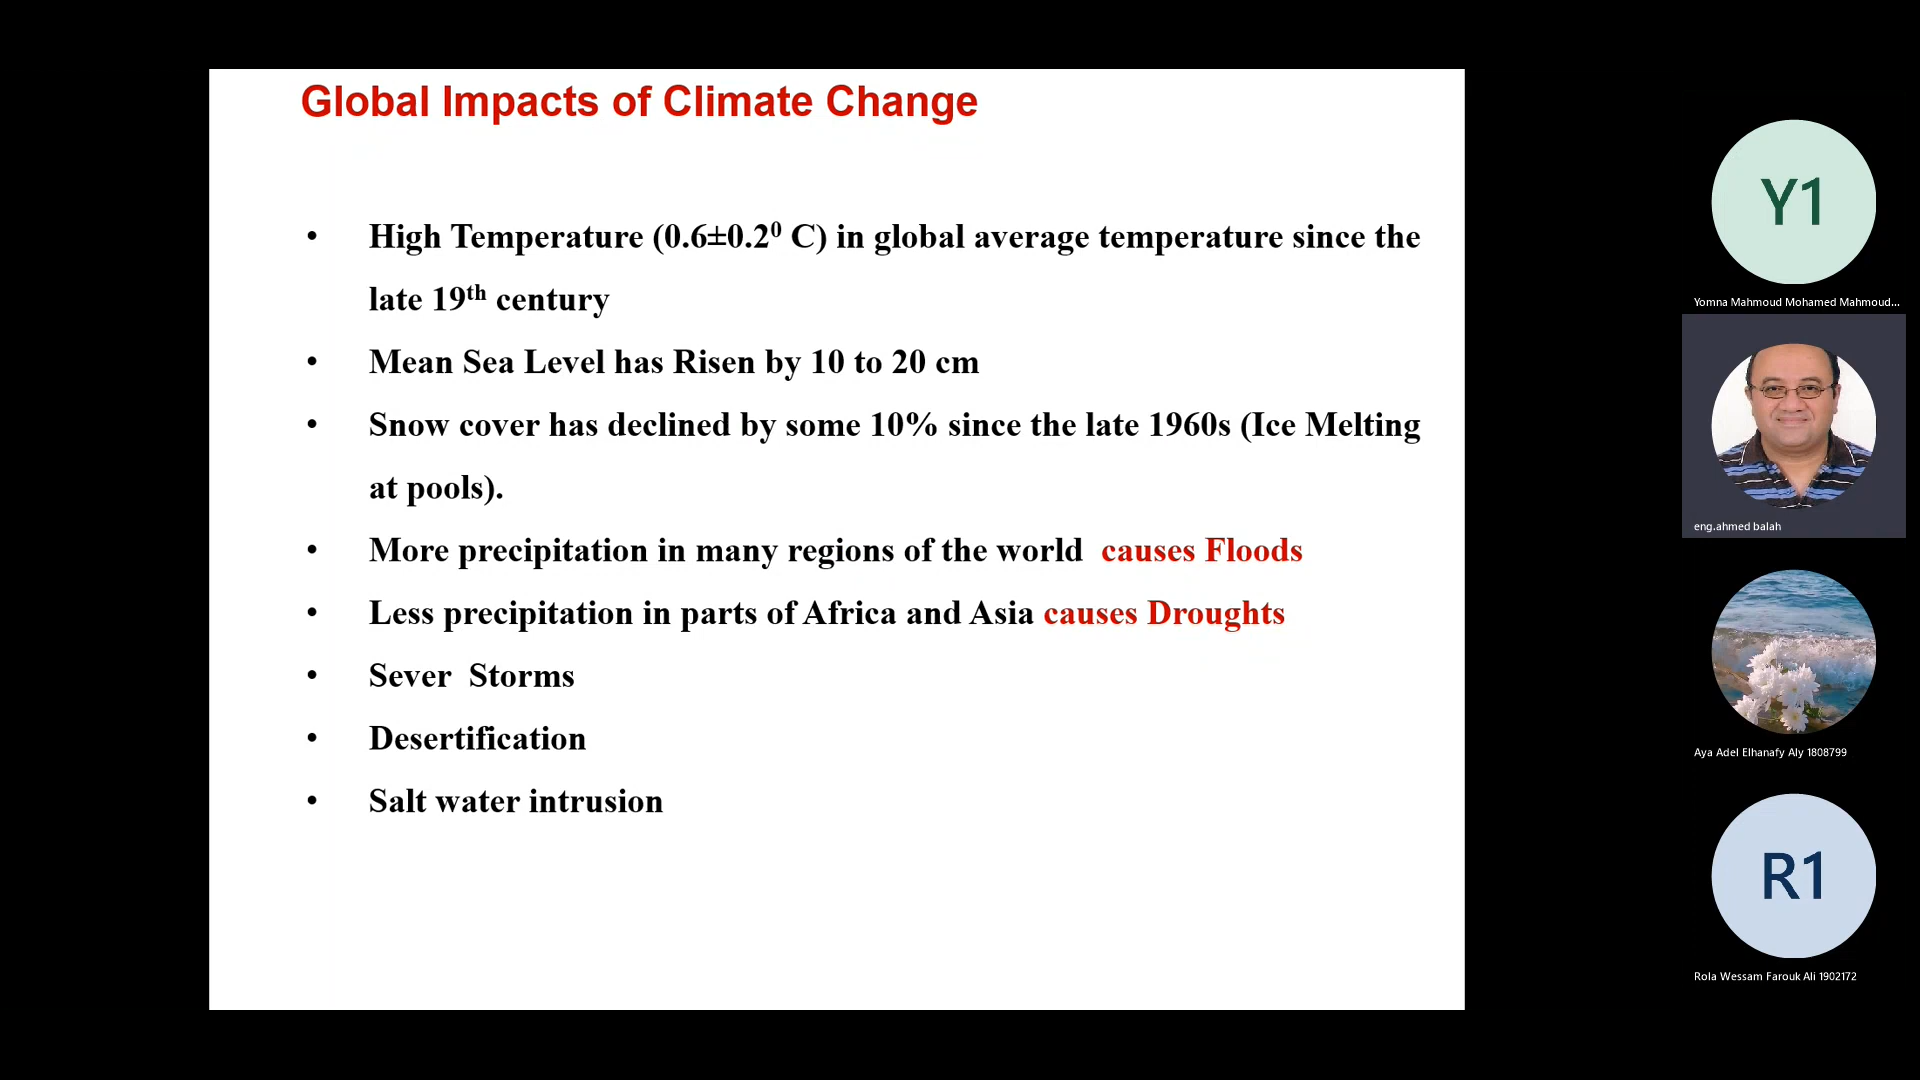 Global Impacts of Climate Change
• High Temperature (0.6±0.2⁰ C) in global average temperature since the
late 19th century
• Mean Sea Level has Risen by 10 to 20 cm
• Snow cover has declined by some 10% since the late 1960s (Ice Melting
at pools).
• More precipitation in many regions of the world causes Floods
• Less precipitation in parts of Africa and Asia causes Droughts
• Sever Storms
• Desertification
• Salt water intrusion
Y1
Yomna Mahmoud Mohamed Mahmoud...
eng.ahmed balah
Aya Adel Elhanafy Aly 1808799
R1
Rola Wessam Farouk Ali 1902172